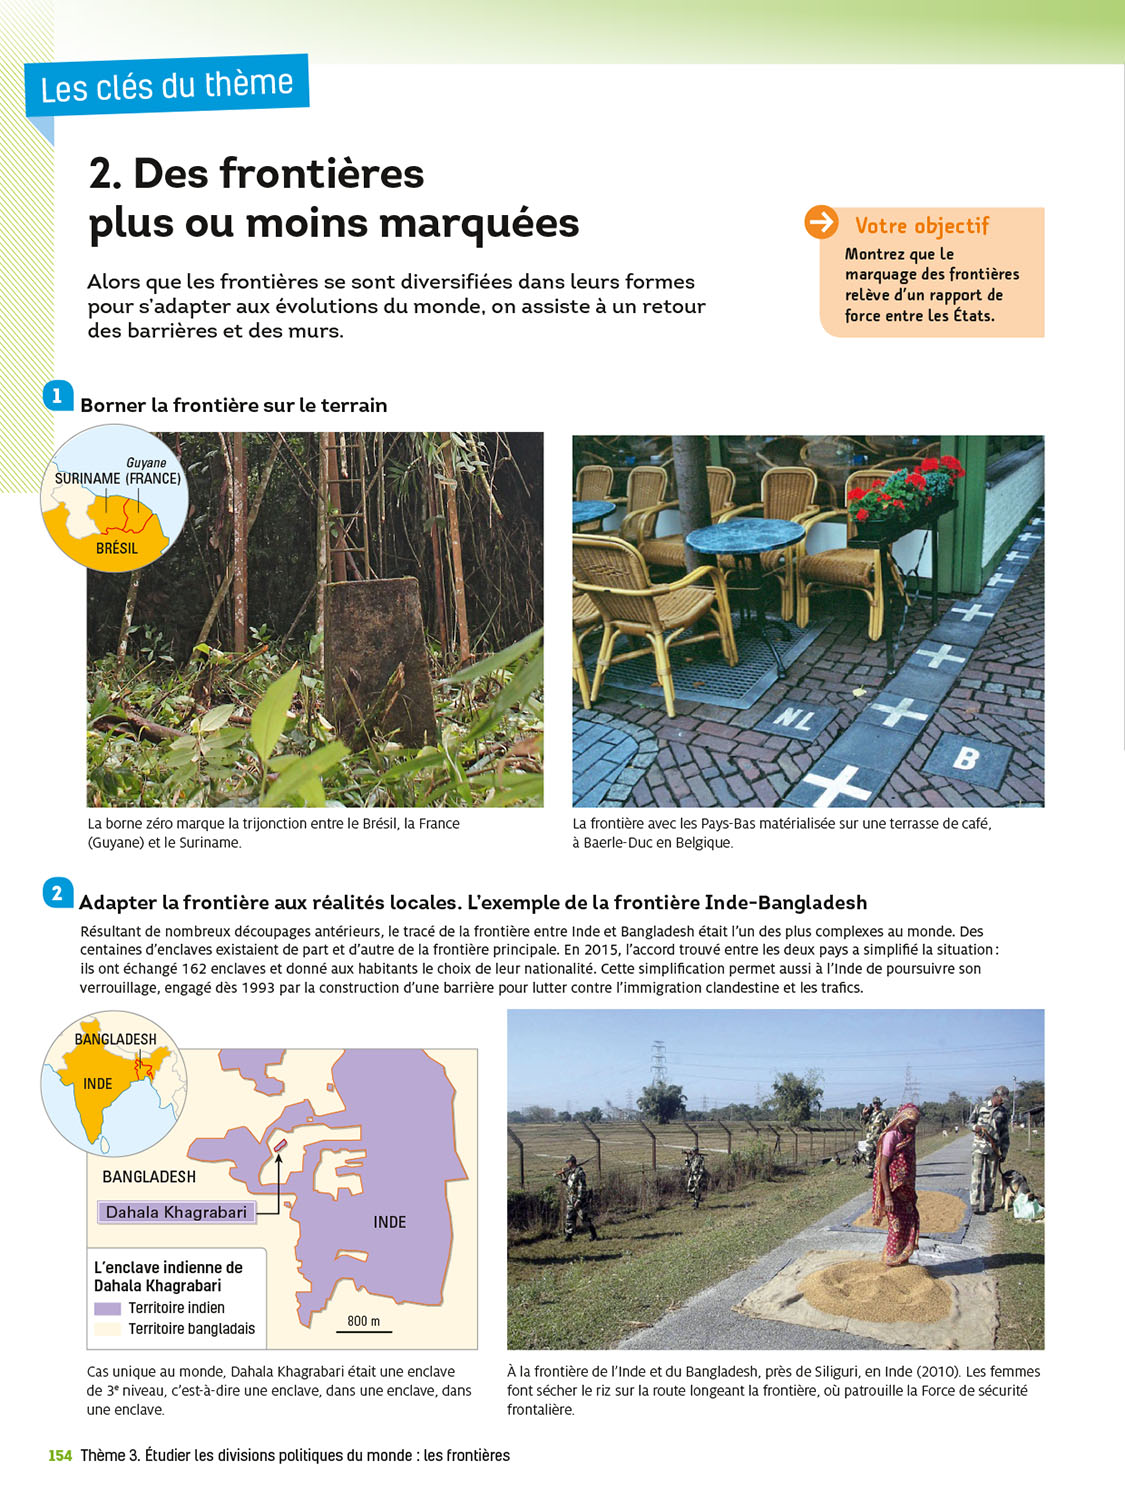 Les clés du thème
2. Des frontières
plus ou moins marquées
Alors que les frontières se sont diversifiées dans leurs formes
pour s'adapter aux évolutions du monde, on assiste à un retour
des barrières et des murs.
Votre objectif
Montrez que le
marquage des frontières
relève d'un rapport de
force entre les États.
1
Borner la frontière sur le terrain
Guyane
SURINAME (FRANCE)
BRÉSIL
NL
B
La borne zéro marque la trijonction entre le Brésil, la France
(Guyane) et le Suriname.
La frontière avec les Pays-Bas matérialisée sur une terrasse de café,
à Baerle-Duc en Belgique.
2
Adapter la frontière aux réalités locales. L'exemple de la frontière Inde-Bangladesh
Résultant de nombreux découpages antérieurs, le tracé de la frontière entre Inde et Bangladesh était l'un des plus complexes au monde. Des
centaines d'enclaves existaient de part et d'autre de la frontière principale. En 2015, l'accord trouvé entre les deux pays a simplifié la situation :
ils ont échangé 162 enclaves et donné aux habitants le choix de leur nationalité. Cette simplification permet aussi à l'Inde de poursuivre son
verrouillage, engagé dès 1993 par la construction d'une barrière pour lutter contre l'immigration clandestine et les trafics.
BANGLADESH
INDE
BANGLADESH
Dahala Khagrabari
INDE
L'enclave indienne de
Dahala Khagrabari
Territoire indien
Territoire bangladais
800 m
Cas unique au monde, Dahala Khagrabari était une enclave
de 3e niveau, c'est-à-dire une enclave, dans une enclave, dans
une enclave.
À la frontière de l'Inde et du Bangladesh, près de Siliguri, en Inde (2010). Les femmes
font sécher le riz sur la route longeant la frontière, où patrouille la Force de sécurité
frontalière.
154 Thème 3. Étudier les divisions politiques du monde : les frontières